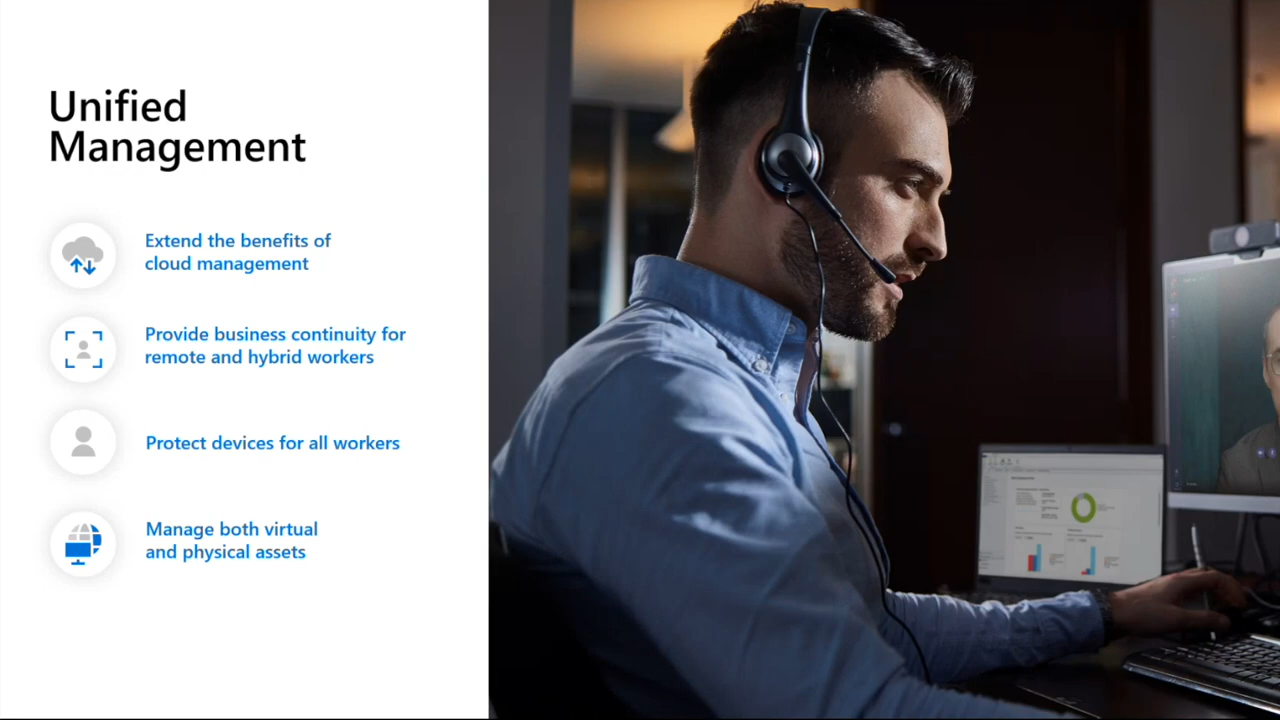 Unified
Management
Extend the benefits of
cloud management
Provide business continuity for
remote and hybrid workers
Protect devices for all workers
Manage both virtual
and physical assets